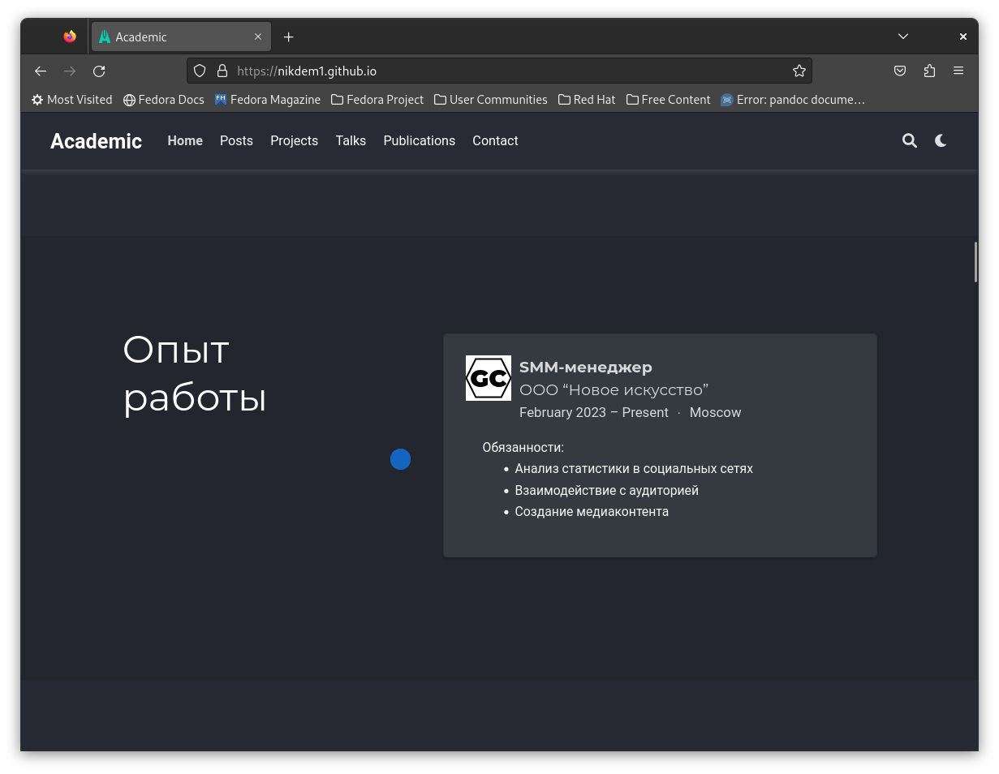 Academic
https://nikdem1.github.io
Most Visited Fedora Docs Fedora Magazine Fedora Project User Communities Red Hat Free Content Error: pandoc docume…
Academic Home Posts Projects Talks Publications Contact
Опыт
работы
GC
SMM-менеджер
ООО “Новое искусство”
February 2023 – Present · Moscow
Обязанности:
• Анализ статистики в социальных сетях
• Взаимодействие с аудиторией
• Создание медиаконтента